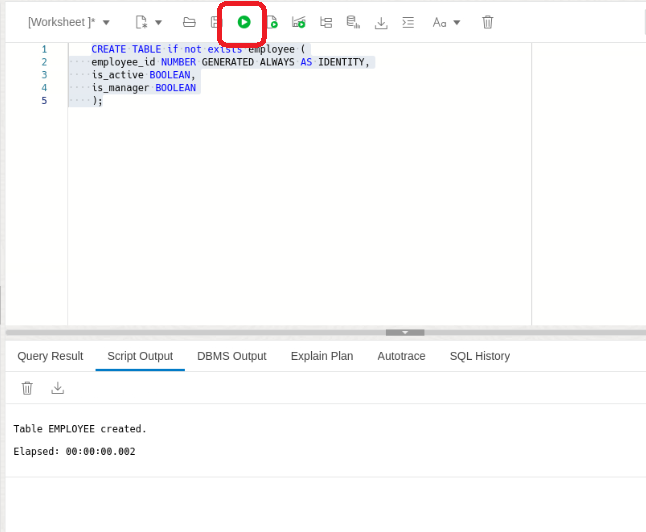 [Worksheet ]*
Aa
1 CREATE TABLE if not exists employee (
2 employee_id NUMBER GENERATED ALWAYS AS IDENTITY,
3 is_active BOOLEAN,
4 is_manager BOOLEAN
5 );
Query Result Script Output DBMS Output Explain Plan Autotrace SQL History
Table EMPLOYEE created.
Elapsed: 00:00:00.002